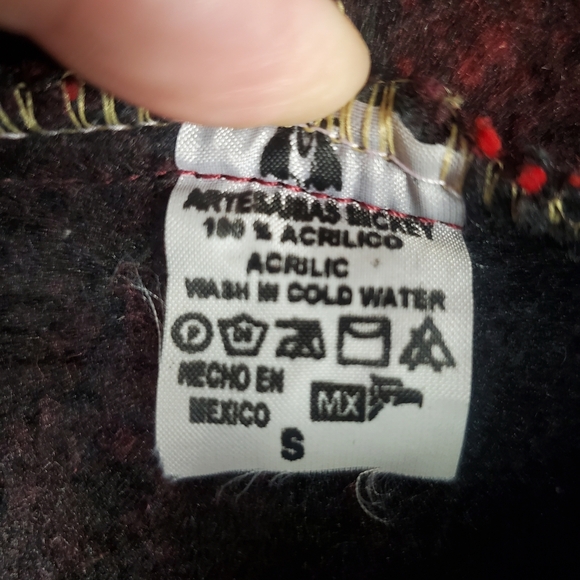 ARTESANIAS MICKEY
100 % ACRILICO
ACRILIC
WASH IN COLD WATER
P
HECHO EN
MEXICO
MX
S